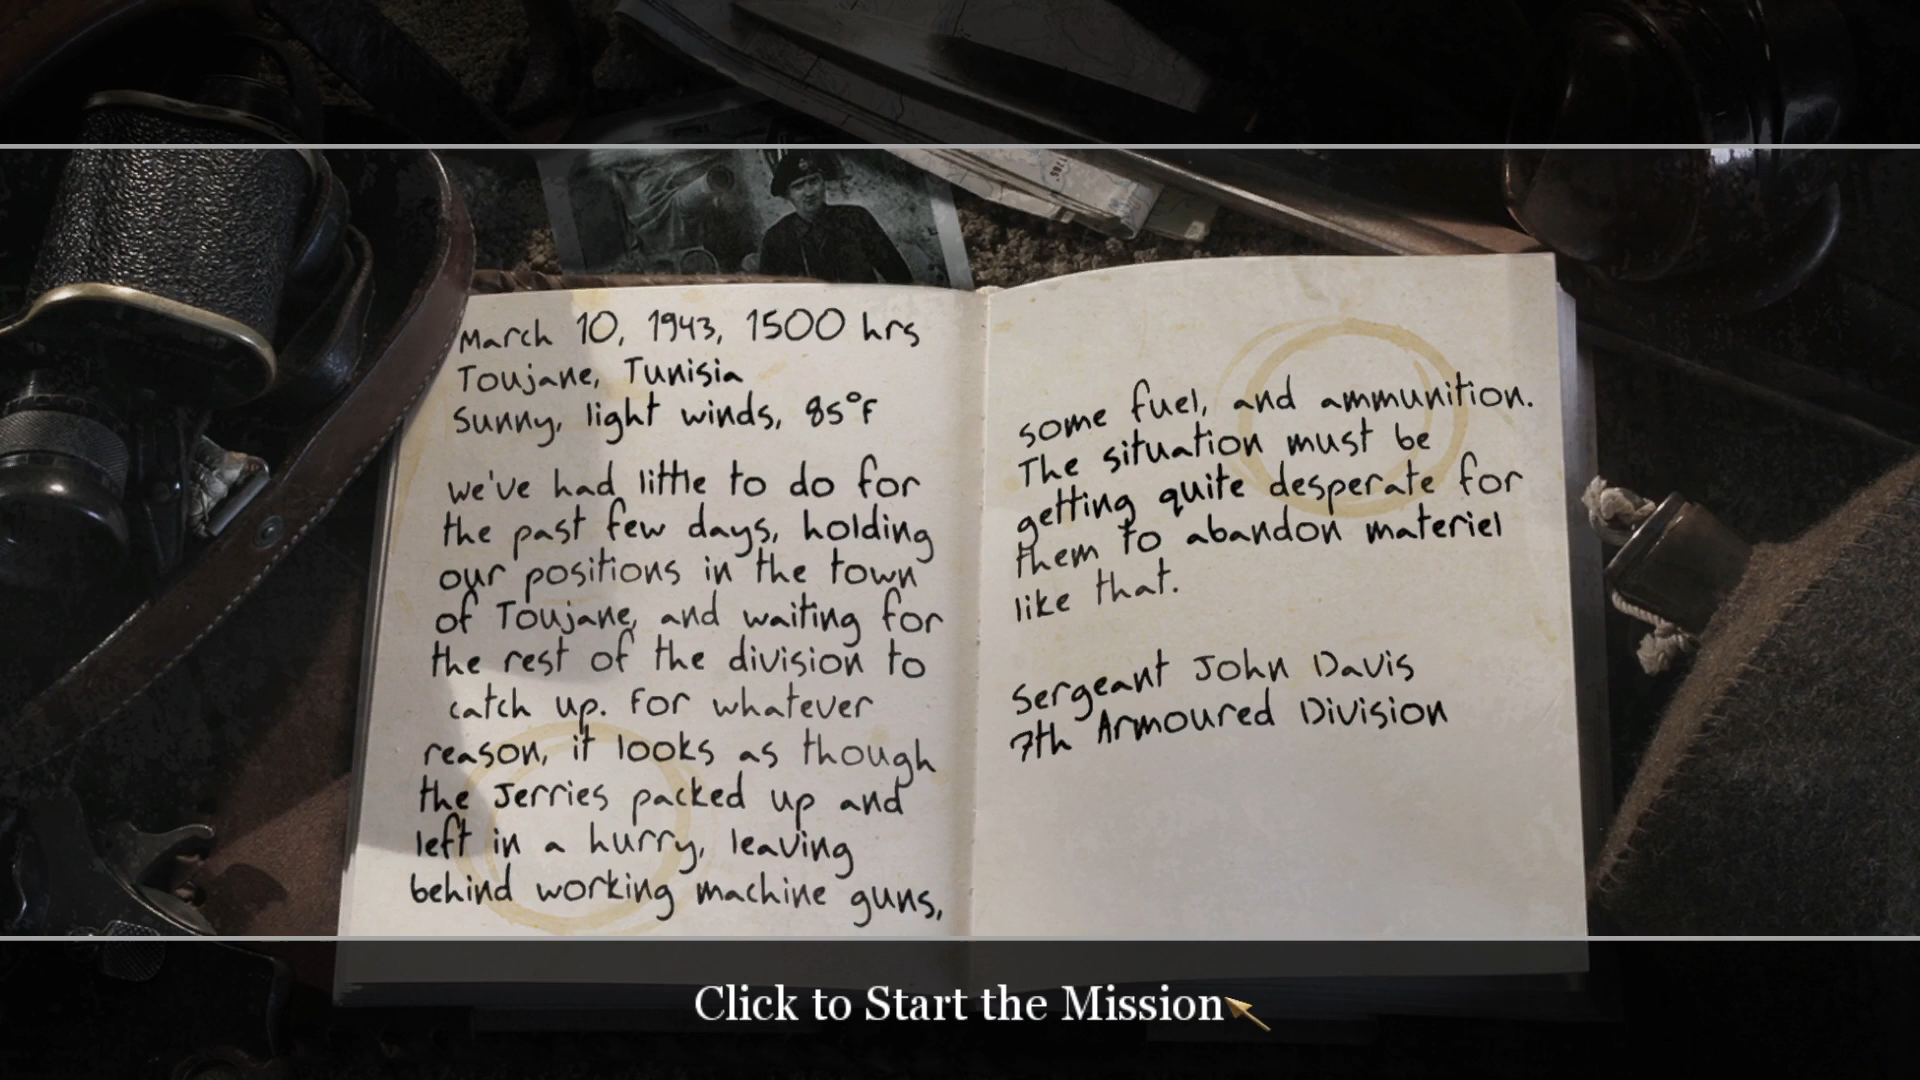 March 10, 1943, 1500 hrs
Toujane, Tunisia
Sunny, light winds, 85°F
We've had little to do for
the past few days, holding
our positions in the town
of Toujane, and waiting for
the rest of the division to
catch up. For whatever
reason, it looks as though
the Jerries packed up and
left in a hurry, leaving
behind working machine guns,
some fuel, and ammunition.
The situation must be
getting quite desperate for
them to abandon materiel
like that.
Sergeant John Davis
7th Armoured Division
Click to Start the Mission